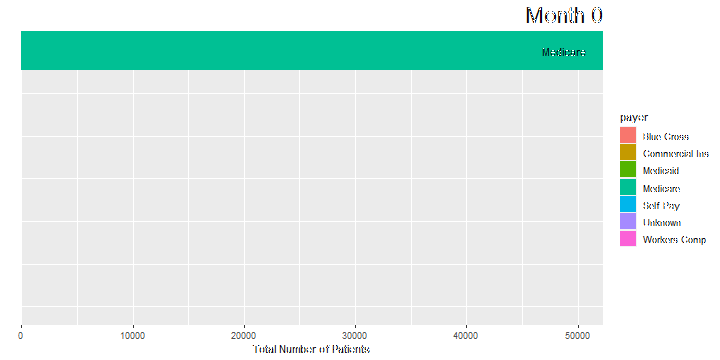 Month 0
Medicare
payer
Blue Cross
Commercial Ins
Medicaid
Medicare
Self Pay
Unknown
Workers Comp
0 10000 20000 30000 40000 50000
Total Number of Patients